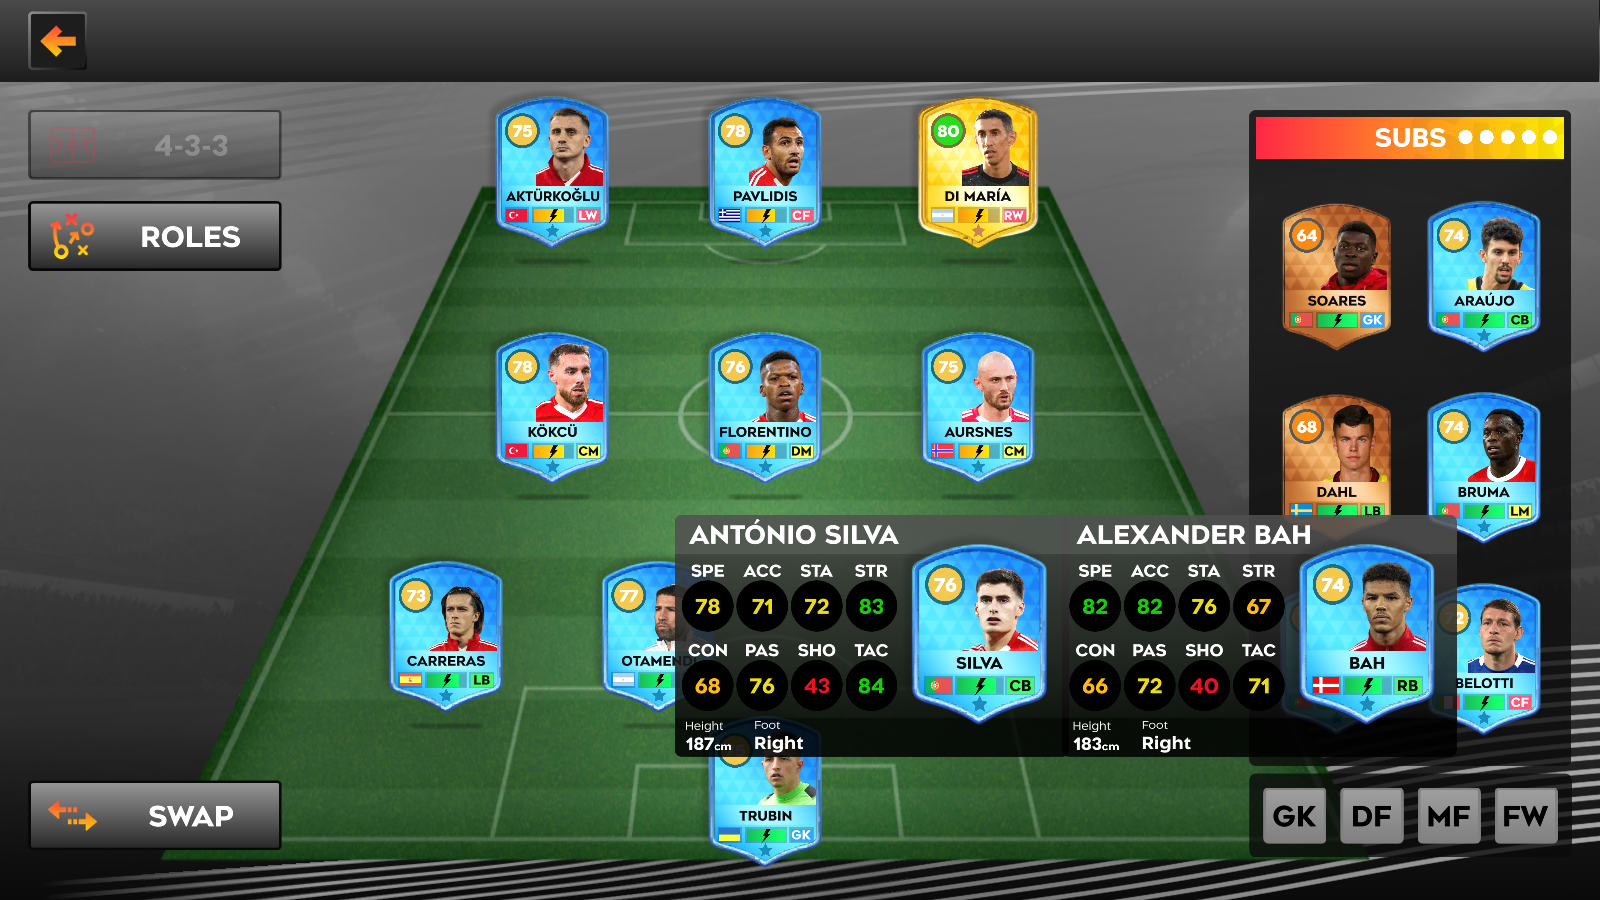 4-3-3
ROLES
SWAP
75
AKTÜRKOĞLU
LW
78
PAVLIDIS
CF
80
DI MARÍA
RW
78
KÖKCÜ
CM
76
FLORENTINO
DM
75
AURSNES
CM
73
CARRERAS
LB
77
OTAMENDI
TRUBIN
GK
ANTÓNIO SILVA
SPE ACC STA STR
78 71 72 83
CON PAS SHO TAC
68 76 43 84
Height Foot
187cm Right
76
SILVA
CB
ALEXANDER BAH
SPE ACC STA STR
82 82 76 67
CON PAS SHO TAC
66 72 40 71
Height Foot
183cm Right
74
BAH
RB
SUBS
64
SOARES
GK
74
ARAÚJO
CB
68
DAHL
LB
74
BRUMA
LM
BELOTTI
CF
GK DF MF FW